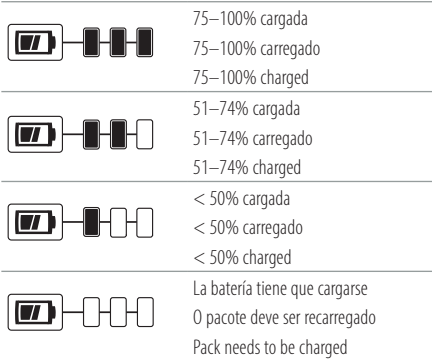 75–100% cargada
75–100% carregado
75–100% charged
51–74% cargada
51–74% carregado
51–74% charged
< 50% cargada
< 50% carregado
< 50% charged
La batería tiene que cargarse
O pacote deve ser recarregado
Pack needs to be charged